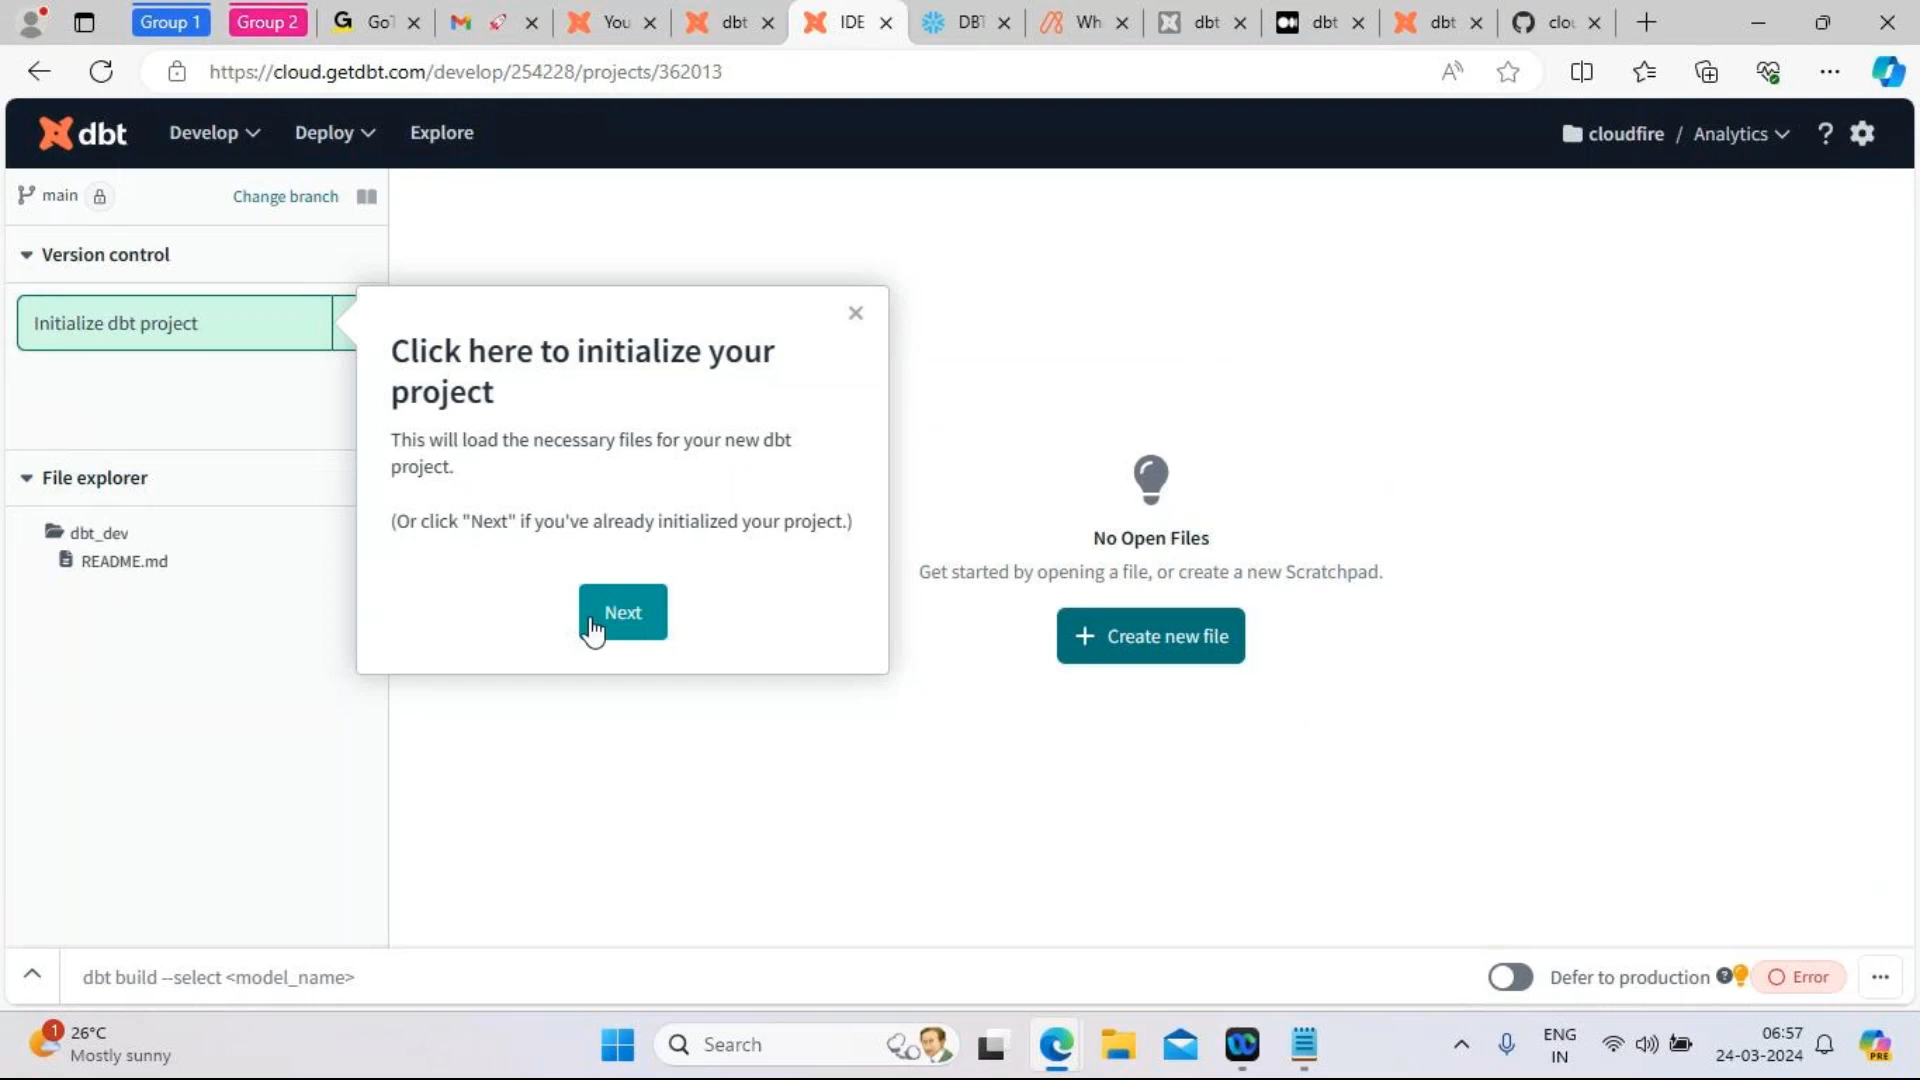 Group 1
Group 2
GoT
You
dbt
IDE
DBT
Wh
dbt
dbt
dbt
clou
https://cloud.getdbt.com/develop/254228/projects/362013
dbt
Develop
Deploy
Explore
cloudfire / Analytics
?
main
Change branch
Version control
Initialize dbt project
Click here to initialize your
project
This will load the necessary files for your new dbt
project.
(Or click "Next" if you've already initialized your project.)
Next
File explorer
dbt_dev
README.md
No Open Files
Get started by opening a file, or create a new Scratchpad.
+ Create new file
dbt build --select <model_name>
Defer to production
Error
1
26°C
Mostly sunny
Search
ENG
IN
06:57
24-03-2024
PRE